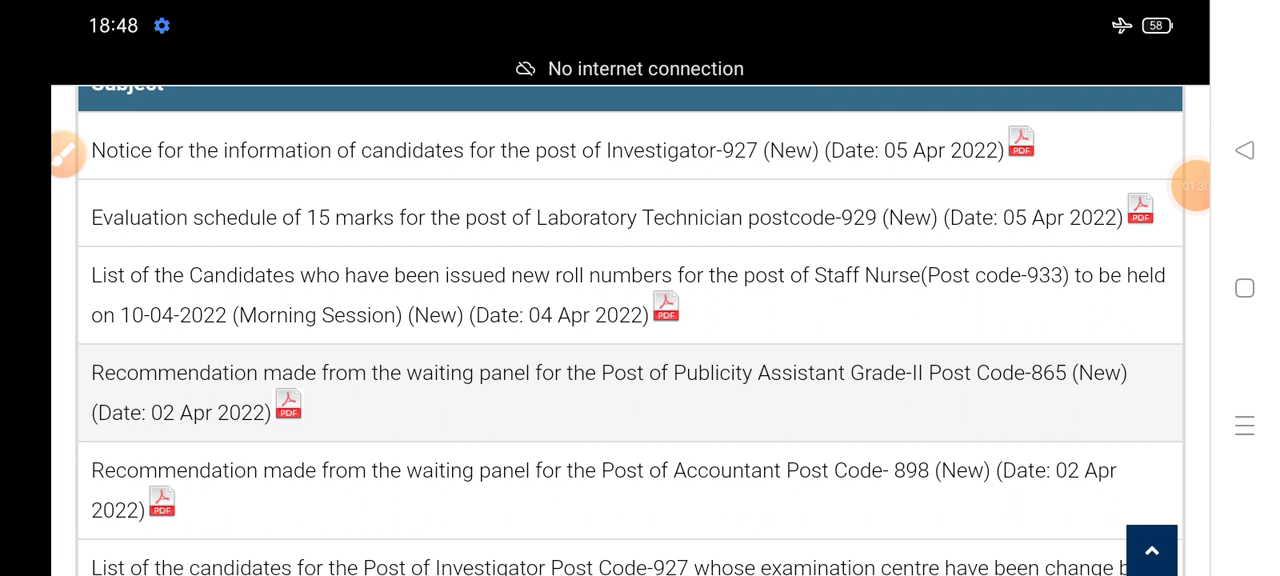 18:48
58
No internet connection
Subject
Notice for the information of candidates for the post of Investigator-927 (New) (Date: 05 Apr 2022)
PDF
01:30
Evaluation schedule of 15 marks for the post of Laboratory Technician postcode-929 (New) (Date: 05 Apr 2022)
PDF
List of the Candidates who have been issued new roll numbers for the post of Staff Nurse(Post code-933) to be held
on 10-04-2022 (Morning Session) (New) (Date: 04 Apr 2022)
PDF
Recommendation made from the waiting panel for the Post of Publicity Assistant Grade-II Post Code-865 (New)
(Date: 02 Apr 2022)
PDF
Recommendation made from the waiting panel for the Post of Accountant Post Code- 898 (New) (Date: 02 Apr
2022)
PDF
List of the candidates for the Post of Investigator Post Code-927 whose examination centre have been change